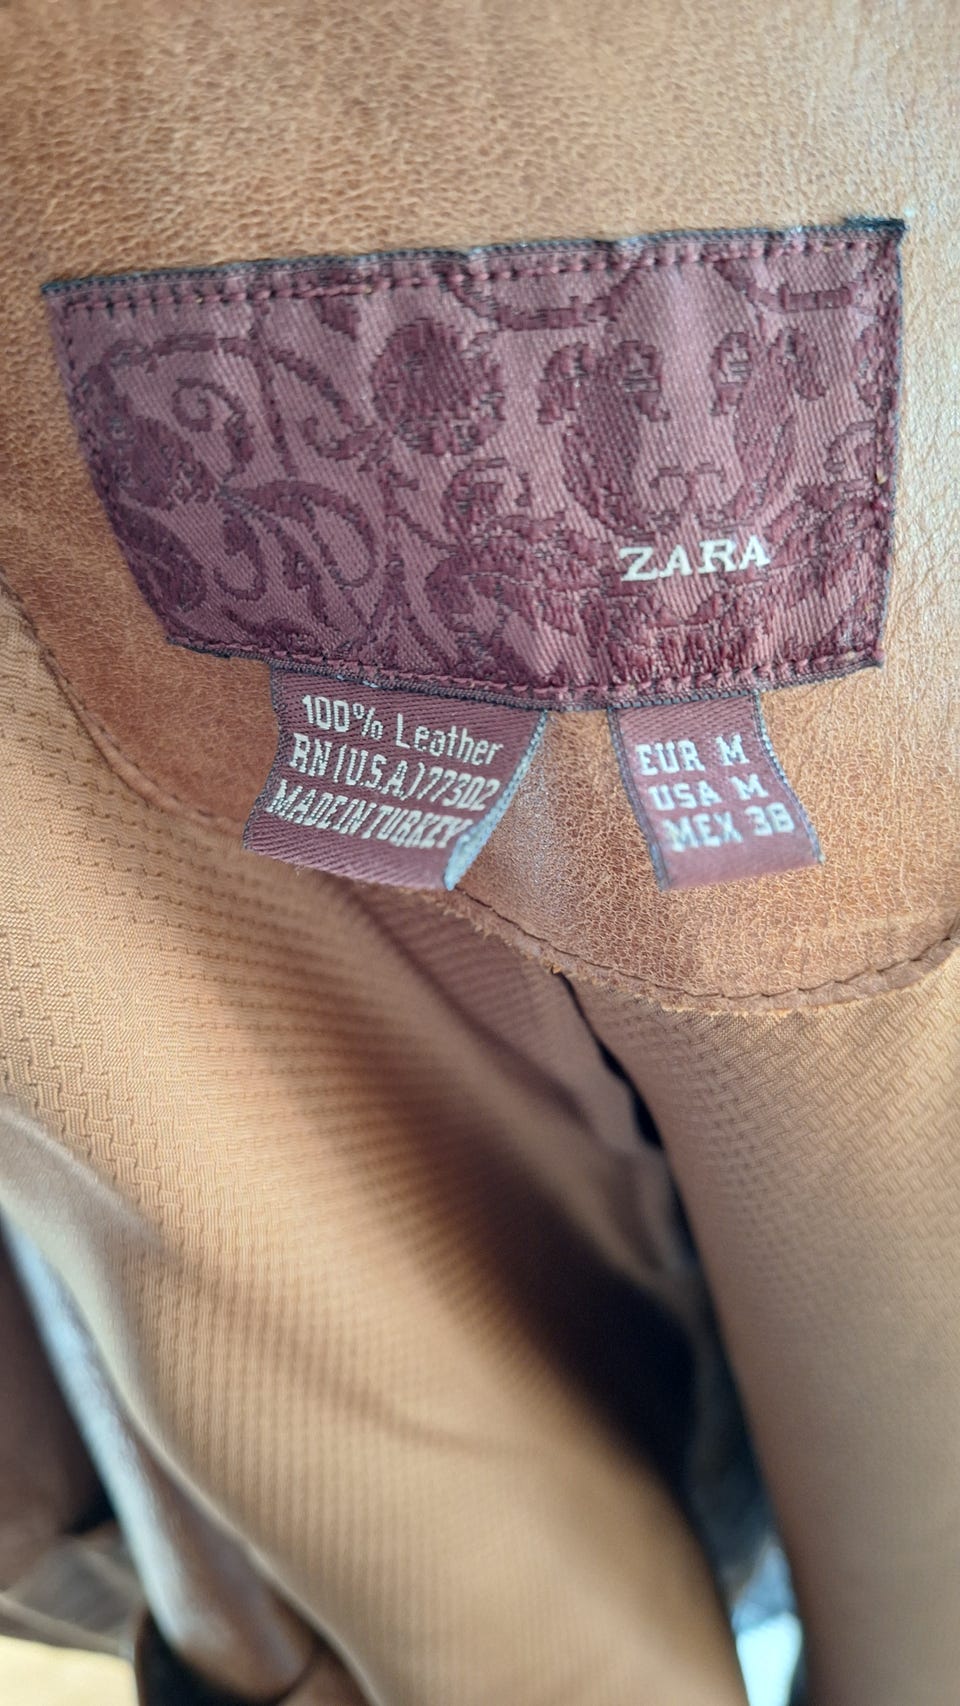 ZARA
100% Leather
RN (U.S.A.) 77302
MADE IN TURKEY
EUR M
USA M
MEX 38